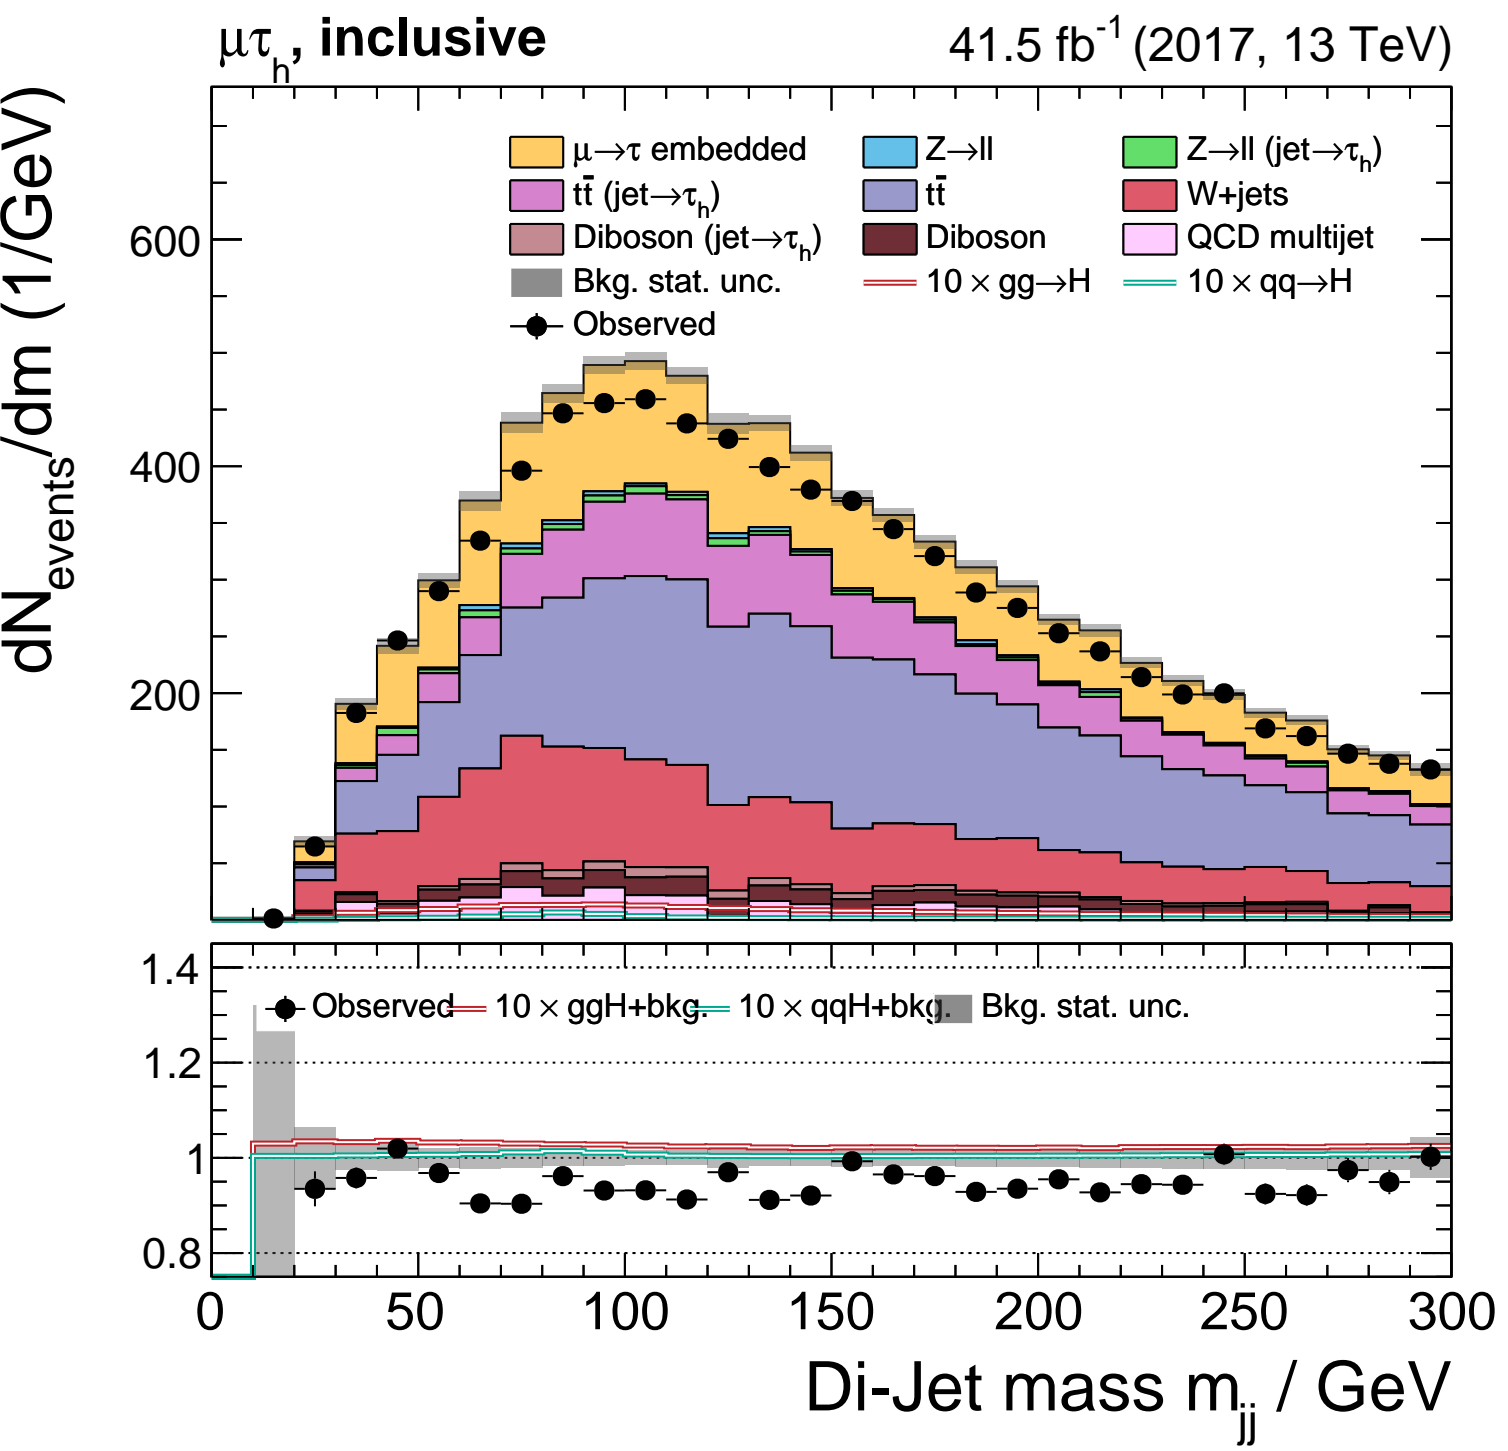 μτh, inclusive
41.5 fb-1 (2017, 13 TeV)
dNevents/dm (1/GeV)
μ→τ embedded
Z→ll
Z→ll (jet→τh)
tt̄ (jet→τh)
tt̄
W+jets
Diboson (jet→τh)
Diboson
QCD multijet
Bkg. stat. unc.
10 × gg→H
10 × qq→H
Observed
600
400
200
1.4
Observed
10 × ggH+bkg.
10 × qqH+bkg.
Bkg. stat. unc.
1.2
1
0.8
0 50 100 150 200 250 300
Di-Jet mass mjj / GeV